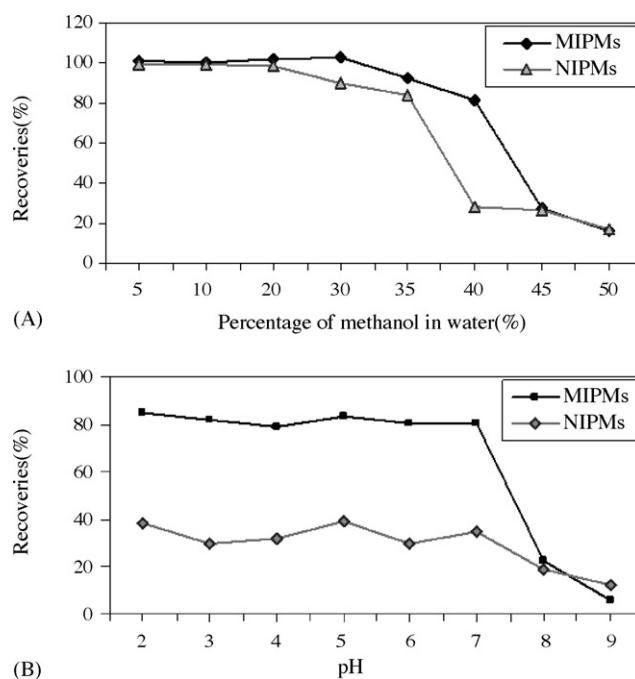 120
100
80
60
40
20
0
Recoveries(%)
MIPMs
NIPMs
5 10 20 30 35 40 45 50
(A) Percentage of methanol in water(%)
100
80
60
40
20
0
Recoveries(%)
MIPMs
NIPMs
2 3 4 5 6 7 8 9
(B) pH